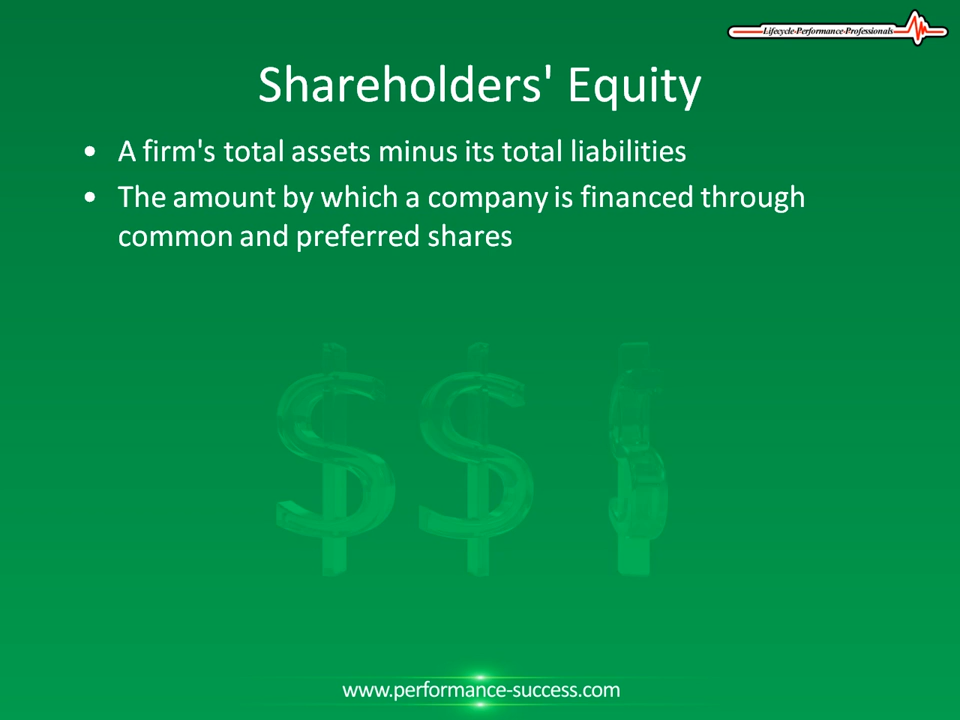 Lifecycle-Performance-Professionals
Shareholders' Equity
• A firm's total assets minus its total liabilities
• The amount by which a company is financed through
common and preferred shares
$ $ $
www.performance-success.com